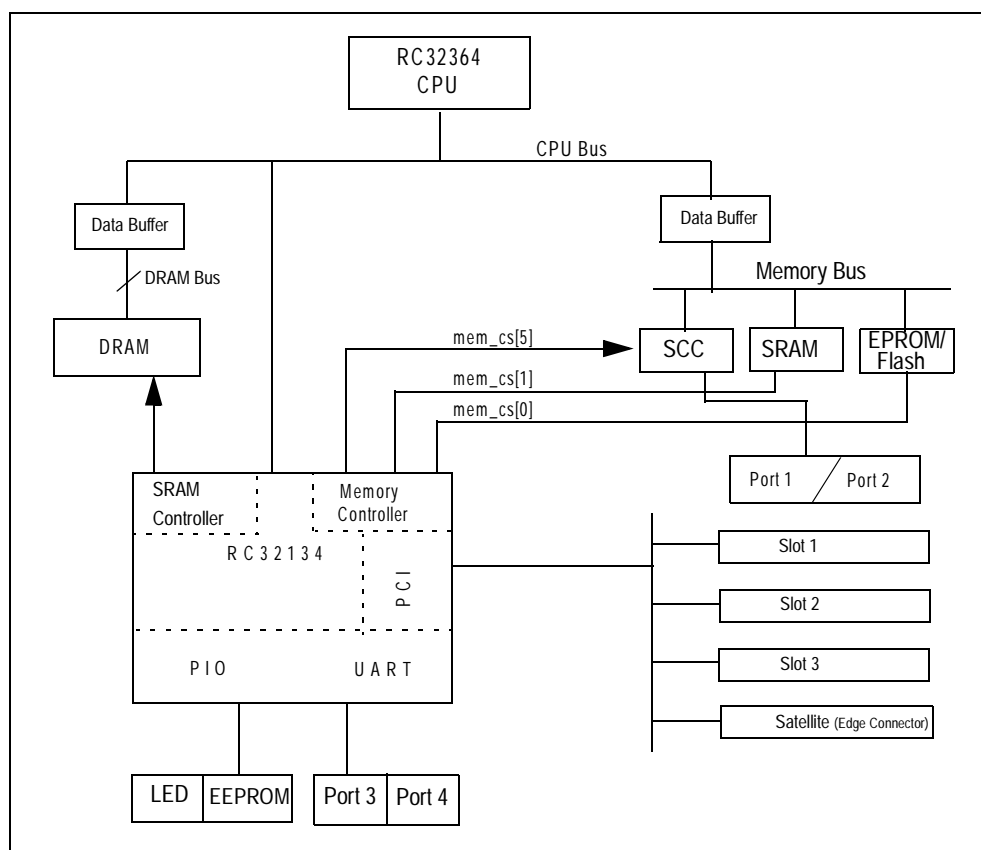 RC32364
CPU
CPU Bus
Data Buffer
Data Buffer
DRAM Bus
Memory Bus
DRAM
mem_cs[5]
SCC
SRAM
EPROM/
Flash
mem_cs[1]
mem_cs[0]
Port 1
Port 2
SRAM
Controller
Memory
Controller
RC32134
PCI
Slot 1
Slot 2
Slot 3
Satellite (Edge Connector)
PIO
UART
LED
EEPROM
Port 3
Port 4